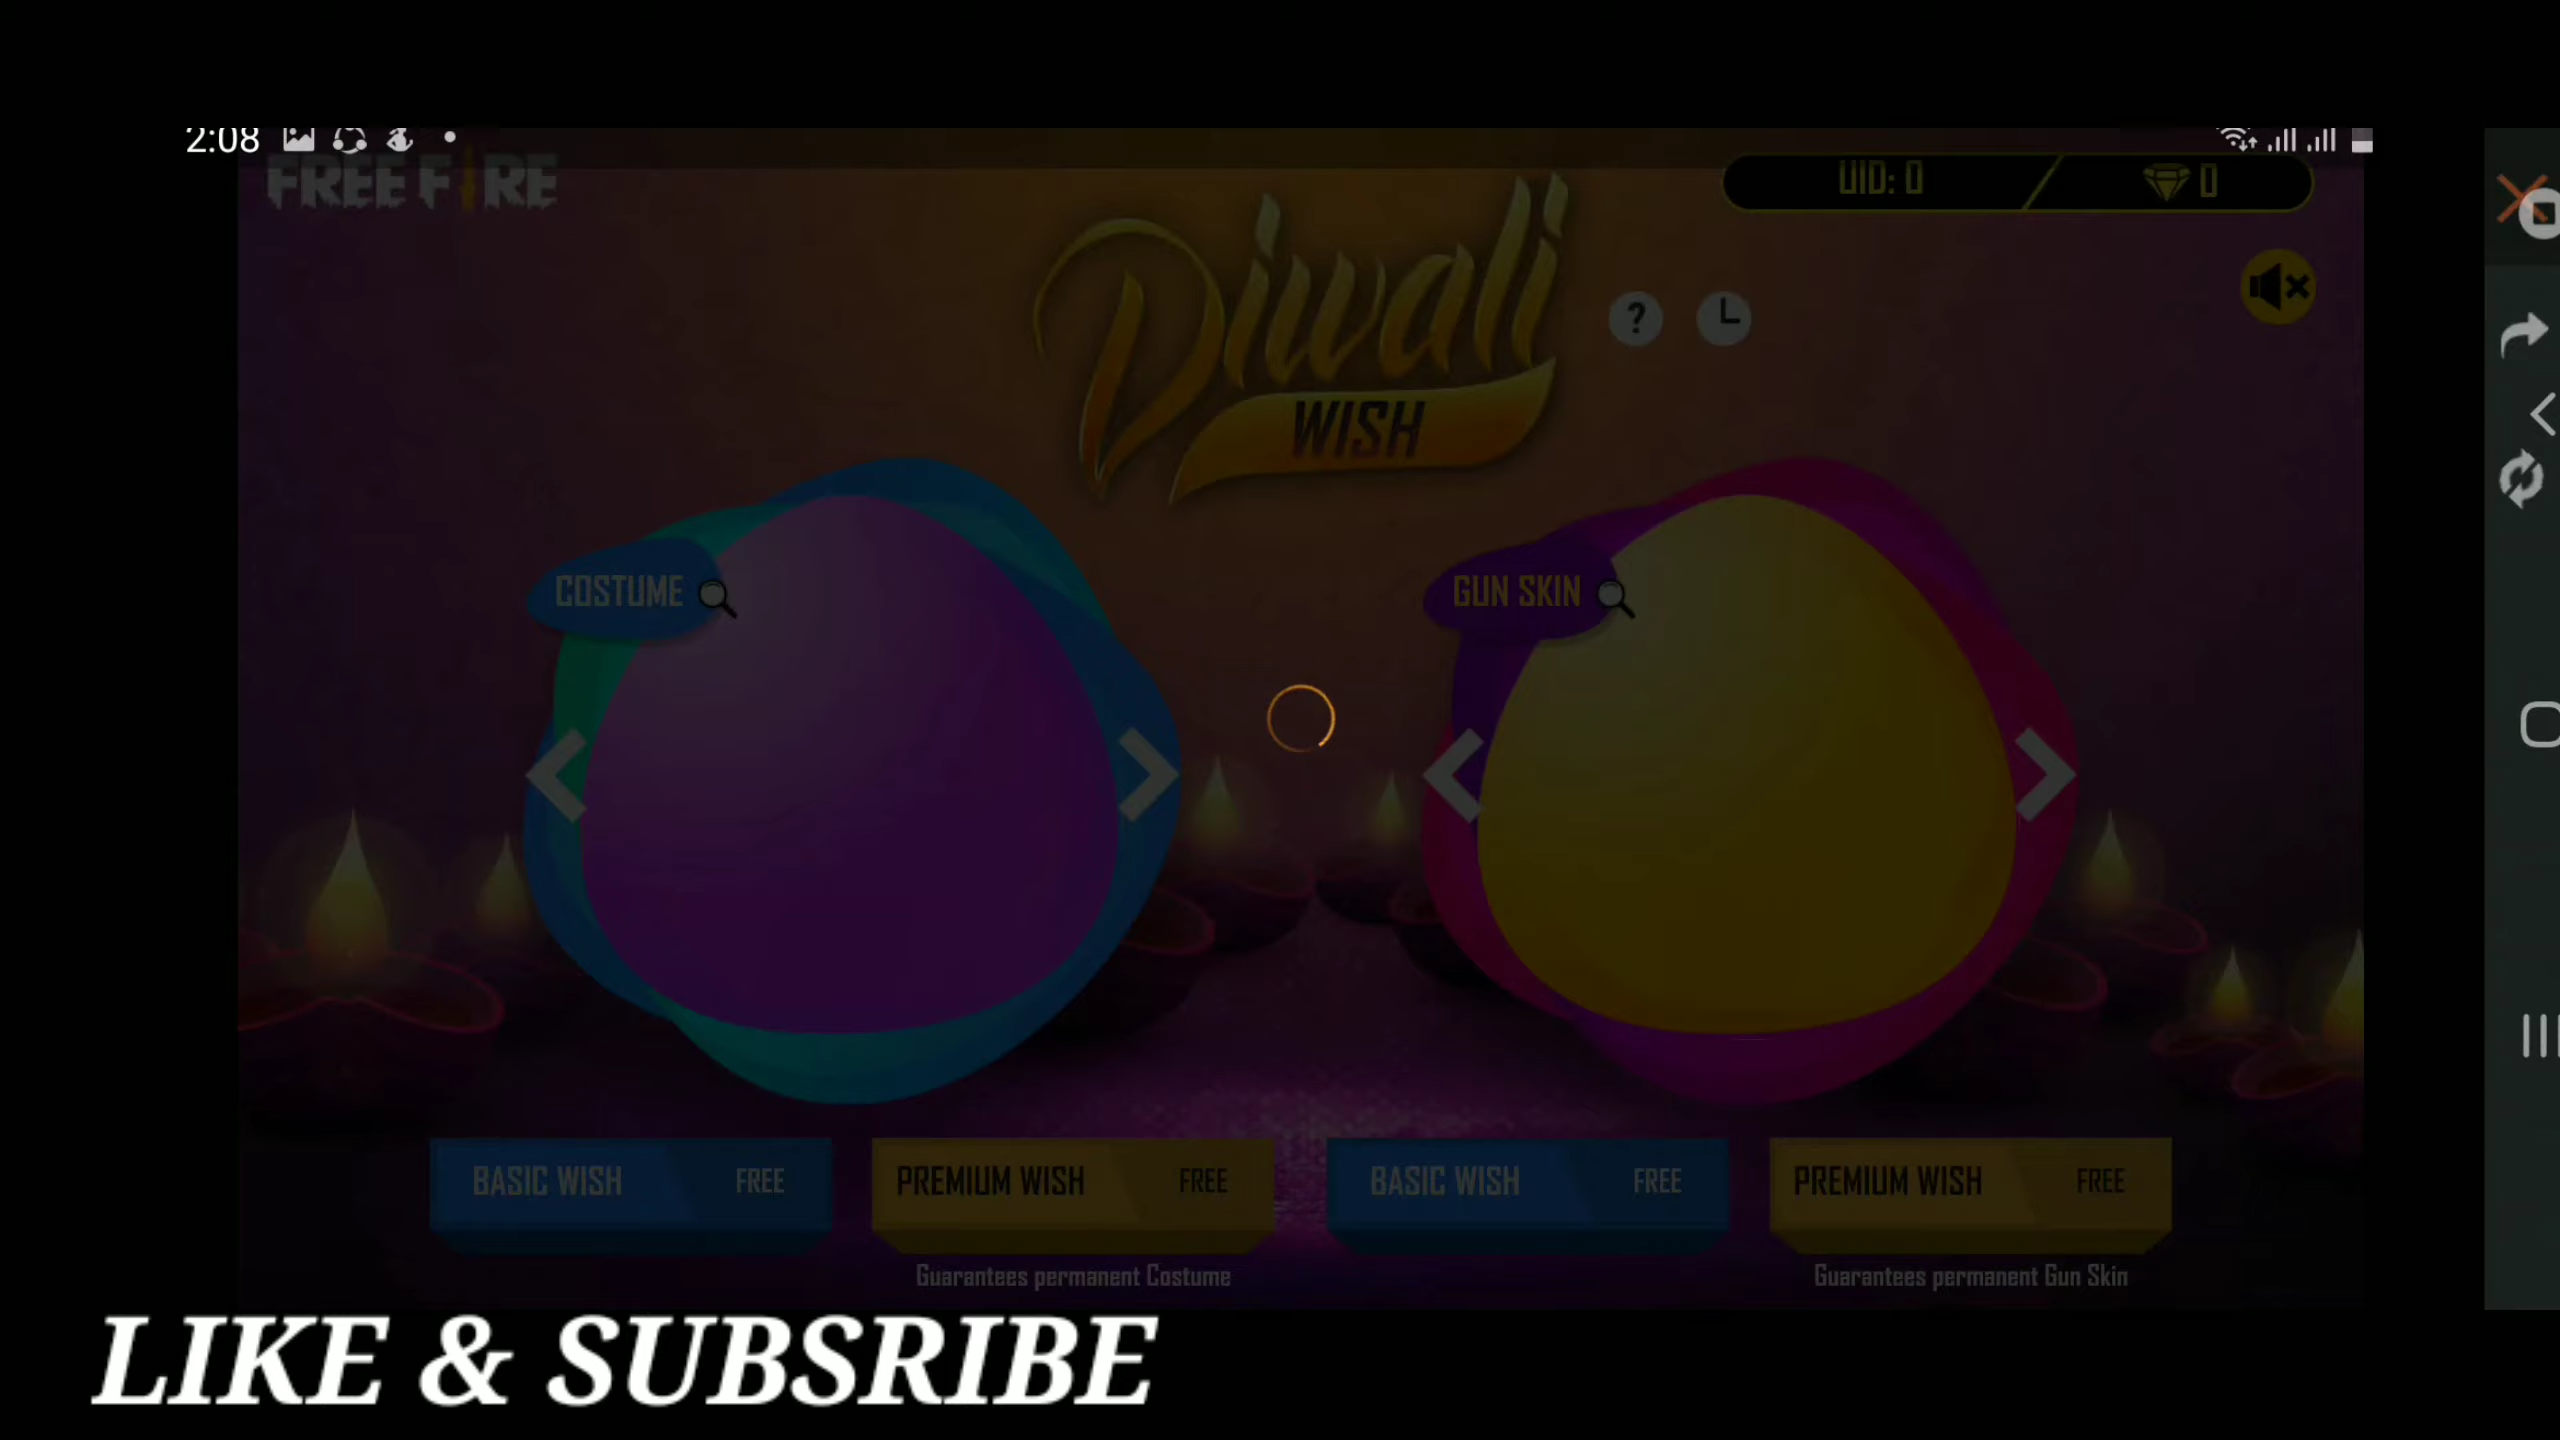 2:08
FREE FIRE
UID: 0
0
Diwali
WISH
?
COSTUME
GUN SKIN
BASIC WISH FREE
PREMIUM WISH FREE
BASIC WISH FREE
PREMIUM WISH FREE
Guarantees permanent Costume
Guarantees permanent Gun Skin
LIKE & SUBSRIBE